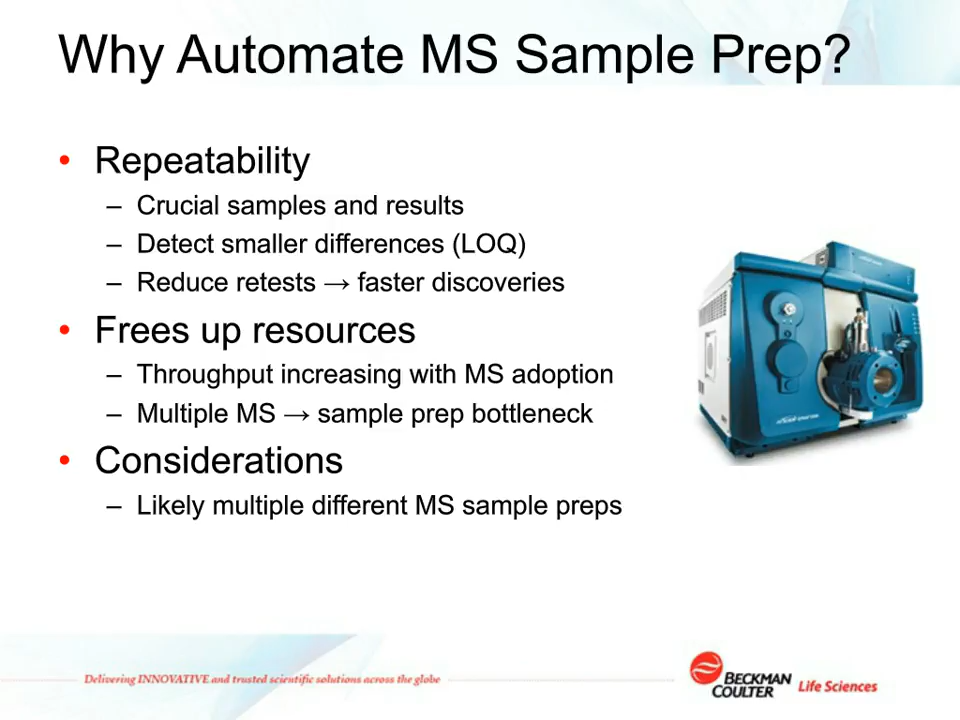 Why Automate MS Sample Prep?
• Repeatability
– Crucial samples and results
– Detect smaller differences (LOQ)
– Reduce retests → faster discoveries
• Frees up resources
– Throughput increasing with MS adoption
– Multiple MS → sample prep bottleneck
• Considerations
– Likely multiple different MS sample preps
Delivering INNOVATIVE and trusted scientific solutions across the globe
BECKMAN
COULTER Life Sciences